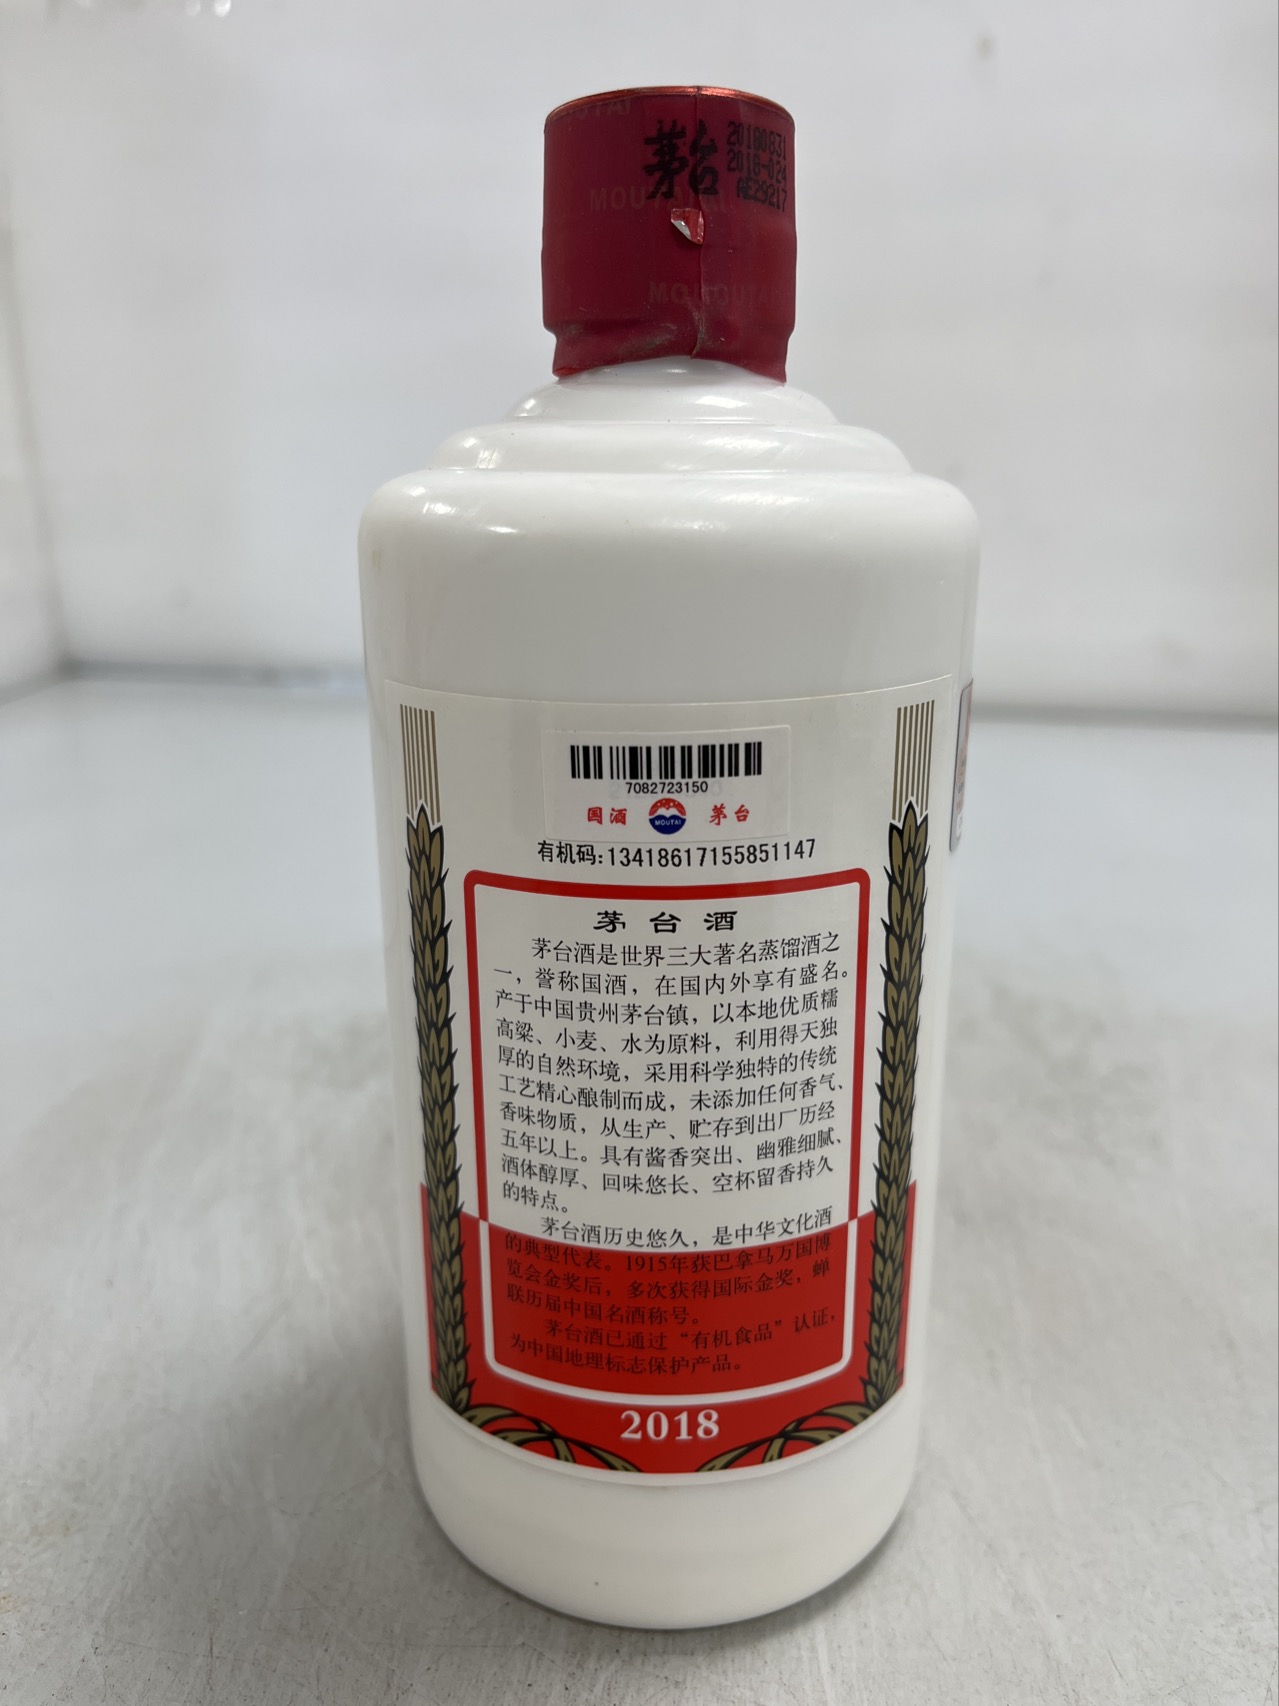 茅台
20180831
2018-024
AE29217
MOUTAI
7082723150
国酒
MOUTAI
茅台
有机码:13418617155851147
茅台酒
茅台酒是世界三大著名蒸馏酒之
一，誉称国酒，在国内外享有盛名。
产于中国贵州茅台镇，以本地优质糯
高粱、小麦、水为原料，利用得天独
厚的自然环境，采用科学独特的传统
工艺精心酿制而成，未添加任何香气、
香味物质，从生产、贮存到出厂历经
五年以上。具有酱香突出、幽雅细腻、
酒体醇厚、回味悠长、空杯留香持久
的特点。
茅台酒历史悠久，是中华文化酒
的典型代表。1915年获巴拿马万国博
览会金奖后，多次获得国际金奖，蝉
联历届中国名酒称号。
茅台酒已通过“有机食品”认证，
为中国地理标志保护产品。
2018